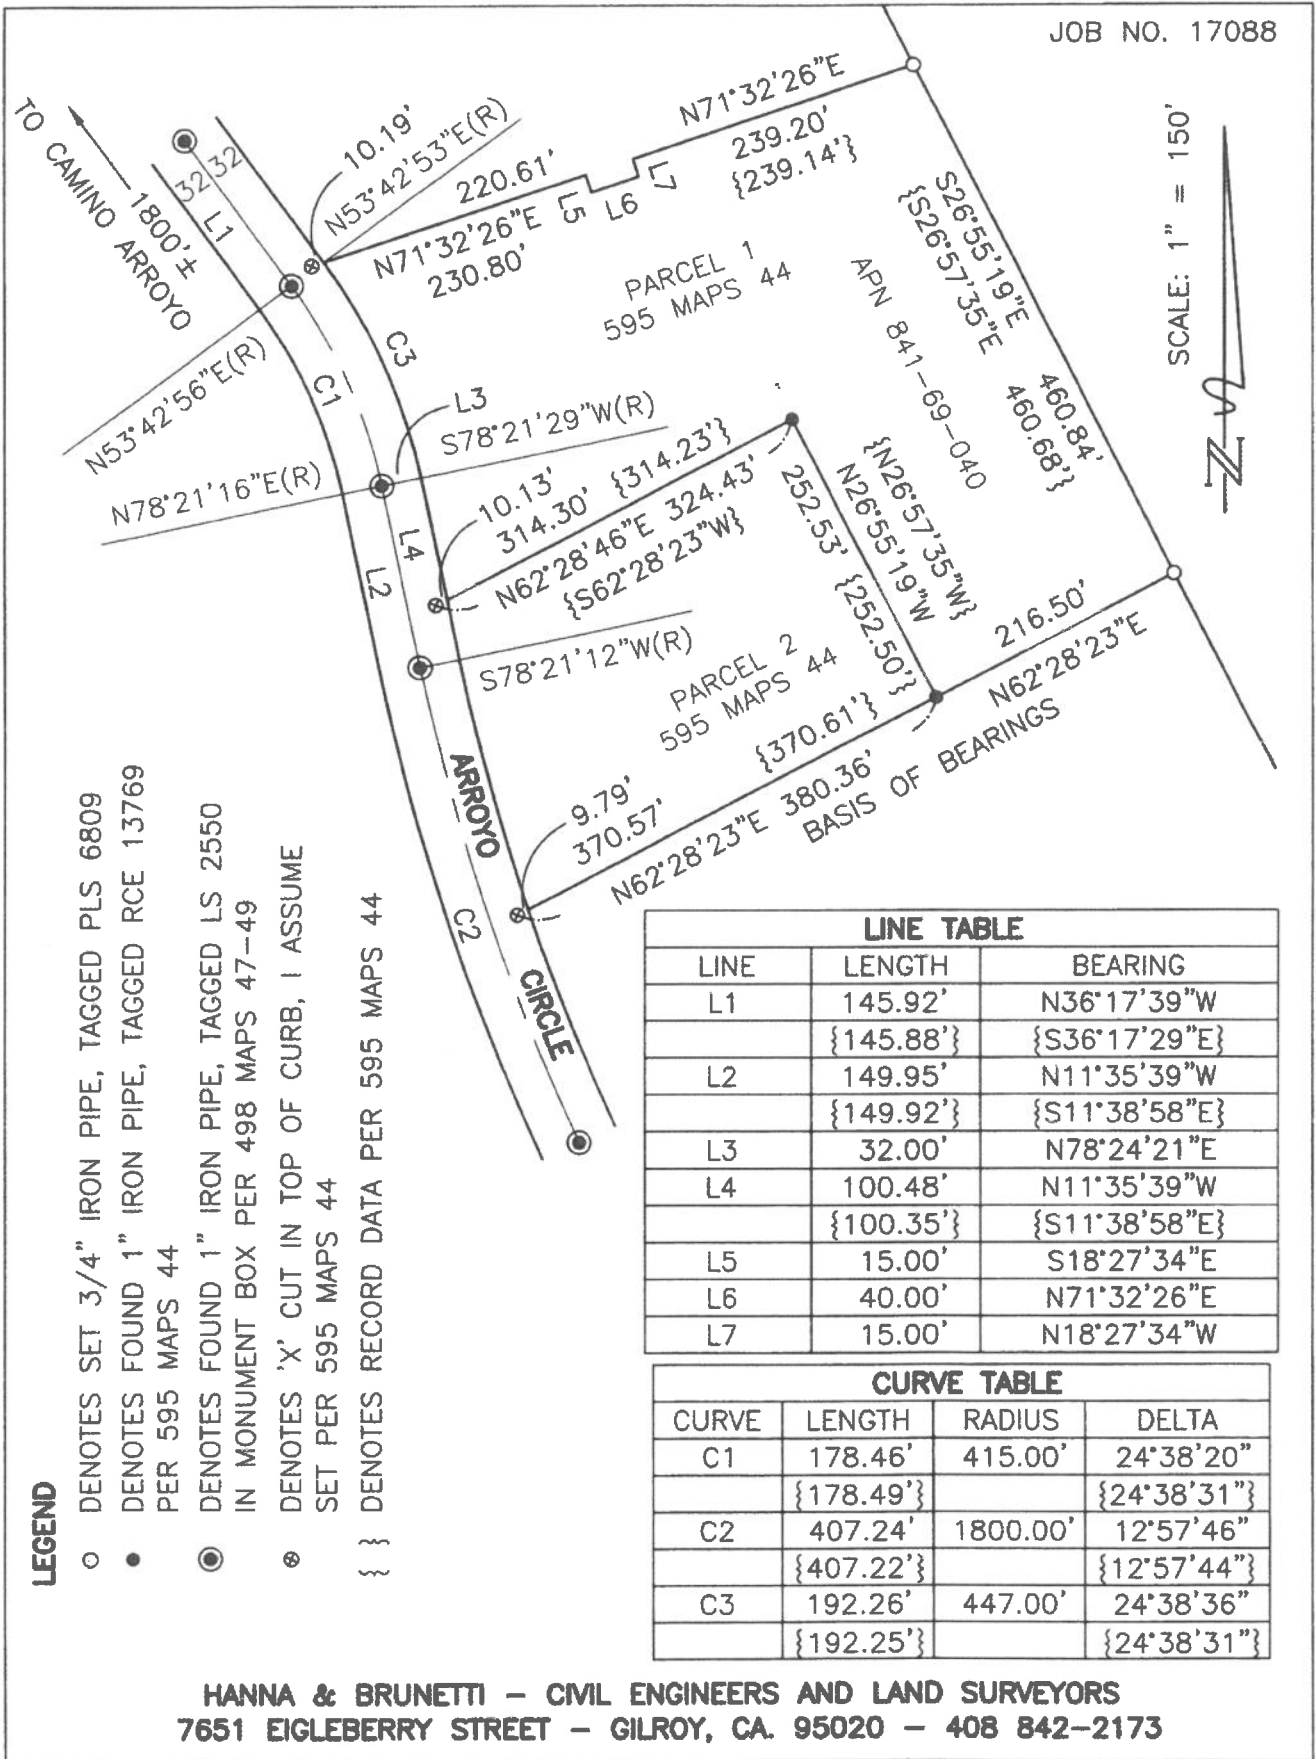 JOB NO. 17088
TO CAMINO ARROYO
1800'±
32 32
L1
10.19'
N53°42'53"E(R)
220.61'
N71°32'26"E
230.80'
L5 L6 L7
N71°32'26"E
239.20'
{239.14'}
SCALE: 1" = 150'
N
S26°55'19"E 460.84'
{S26°57'35"E 460.68'}
PARCEL 1
595 MAPS 44
APN 841-69-040
N53°42'56"E(R)
C1
C3
L3
S78°21'29"W(R)
N78°21'16"E(R)
10.13'
314.30' {314.23'}
N62°28'46"E 324.43'
{S62°28'23"W}
L4
L2
252.53' {252.50'}
{N26°57'35"W}
N26°55'19"W
S78°21'12"W(R)
PARCEL 2
595 MAPS 44
216.50'
N62°28'23"E
9.79'
370.57'
{370.61'}
N62°28'23"E 380.36'
BASIS OF BEARINGS
ARROYO
CIRCLE
C2
LEGEND
DENOTES SET 3/4" IRON PIPE, TAGGED PLS 6809
DENOTES FOUND 1" IRON PIPE, TAGGED RCE 13769
PER 595 MAPS 44
DENOTES FOUND 1" IRON PIPE, TAGGED LS 2550
IN MONUMENT BOX PER 498 MAPS 47-49
DENOTES 'X' CUT IN TOP OF CURB, I ASSUME
SET PER 595 MAPS 44
{} DENOTES RECORD DATA PER 595 MAPS 44
LINE TABLE
LINE LENGTH BEARING
L1 145.92' N36°17'39"W
{145.88'} {S36°17'29"E}
L2 149.95' N11°35'39"W
{149.92'} {S11°38'58"E}
L3 32.00' N78°24'21"E
L4 100.48' N11°35'39"W
{100.35'} {S11°38'58"E}
L5 15.00' S18°27'34"E
L6 40.00' N71°32'26"E
L7 15.00' N18°27'34"W
CURVE TABLE
CURVE LENGTH RADIUS DELTA
C1 178.46' 415.00' 24°38'20"
{178.49'} {24°38'31"}
C2 407.24' 1800.00' 12°57'46"
{407.22'} {12°57'44"}
C3 192.26' 447.00' 24°38'36"
{192.25'} {24°38'31"}
HANNA & BRUNETTI - CIVIL ENGINEERS AND LAND SURVEYORS
7651 EIGLEBERRY STREET - GILROY, CA. 95020 - 408 842-2173